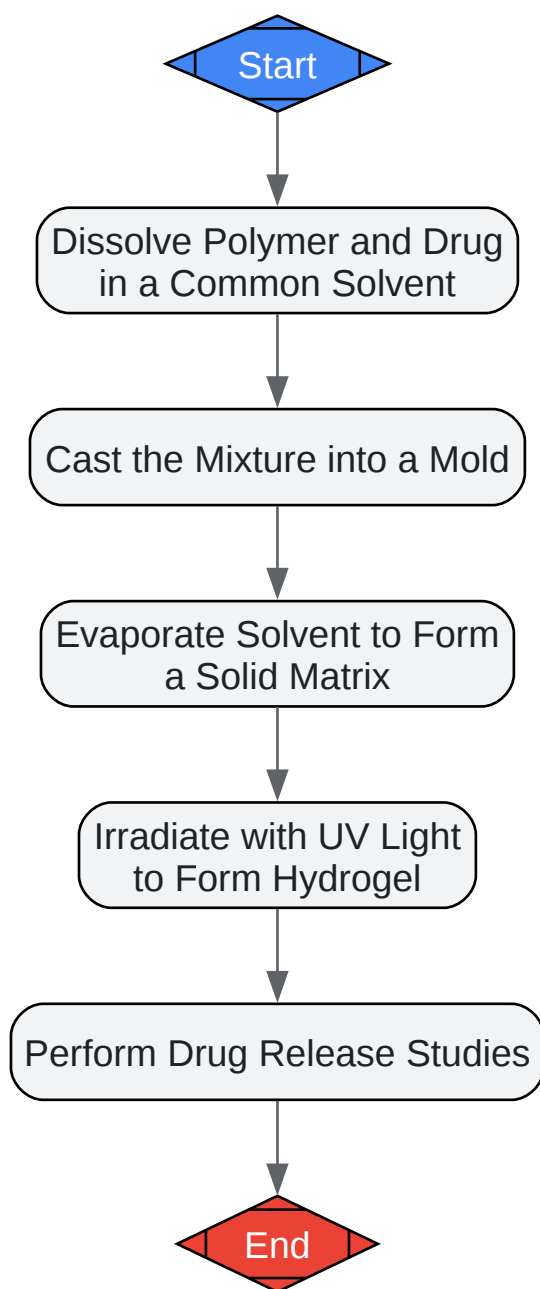 Start
Dissolve Polymer and Drug
in a Common Solvent
Cast the Mixture into a Mold
Evaporate Solvent to Form
a Solid Matrix
Irradiate with UV Light
to Form Hydrogel
Perform Drug Release Studies
End